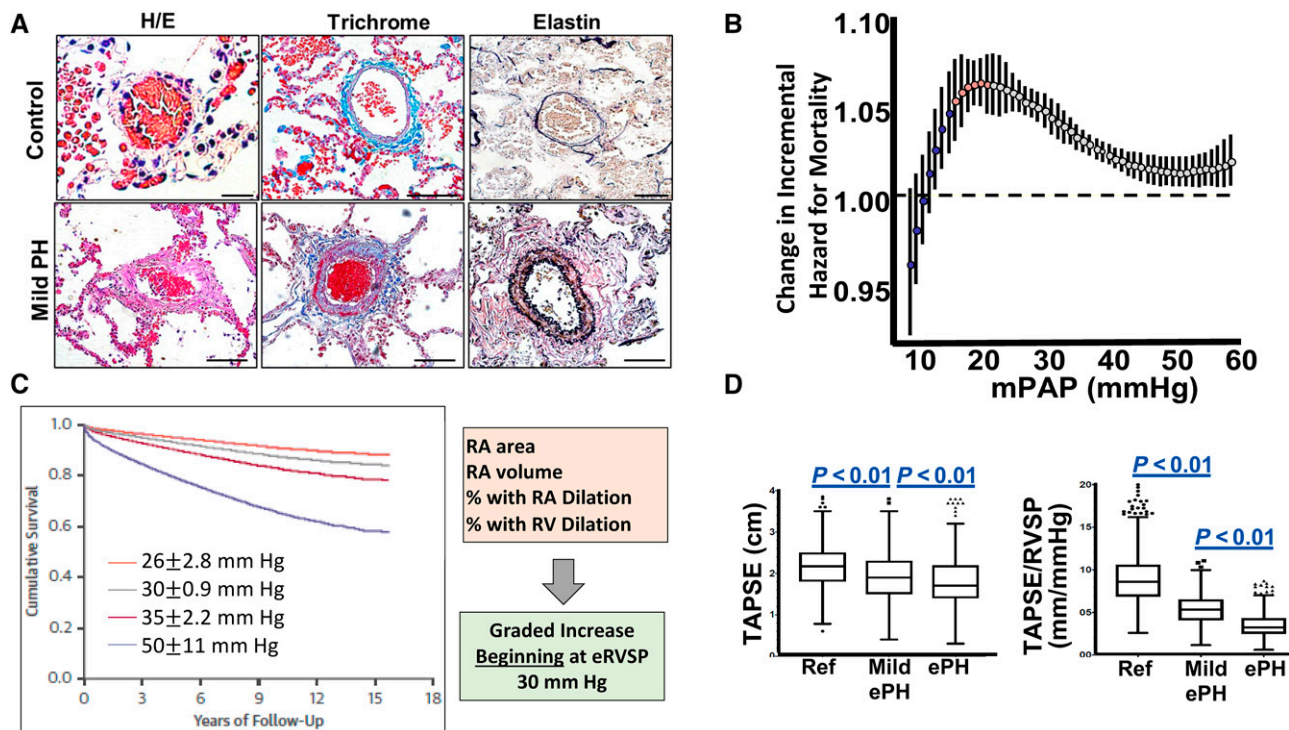 A
H/E
Trichrome
Elastin
Control
Mild PH
B
1.10
1.05
1.00
0.95
Change in Incremental
Hazard for Mortality
10 20 30 40 50 60
mPAP (mmHg)
C
1.0
0.8
0.6
0.4
0.2
0
Cumulative Survival
26±2.8 mm Hg
30±0.9 mm Hg
35±2.2 mm Hg
50±11 mm Hg
0 3 6 9 12 15 18
Years of Follow-Up
RA area
RA volume
% with RA Dilation
% with RV Dilation
Graded Increase
Beginning at eRVSP
30 mm Hg
D
P < 0.01 P < 0.01
4
3
2
1
0
TAPSE (cm)
Ref Mild ePH
ePH
P < 0.01
P < 0.01
20
15
10
05
00
TAPSE/RVSP
(mm/mmHg)
Ref Mild ePH
ePH